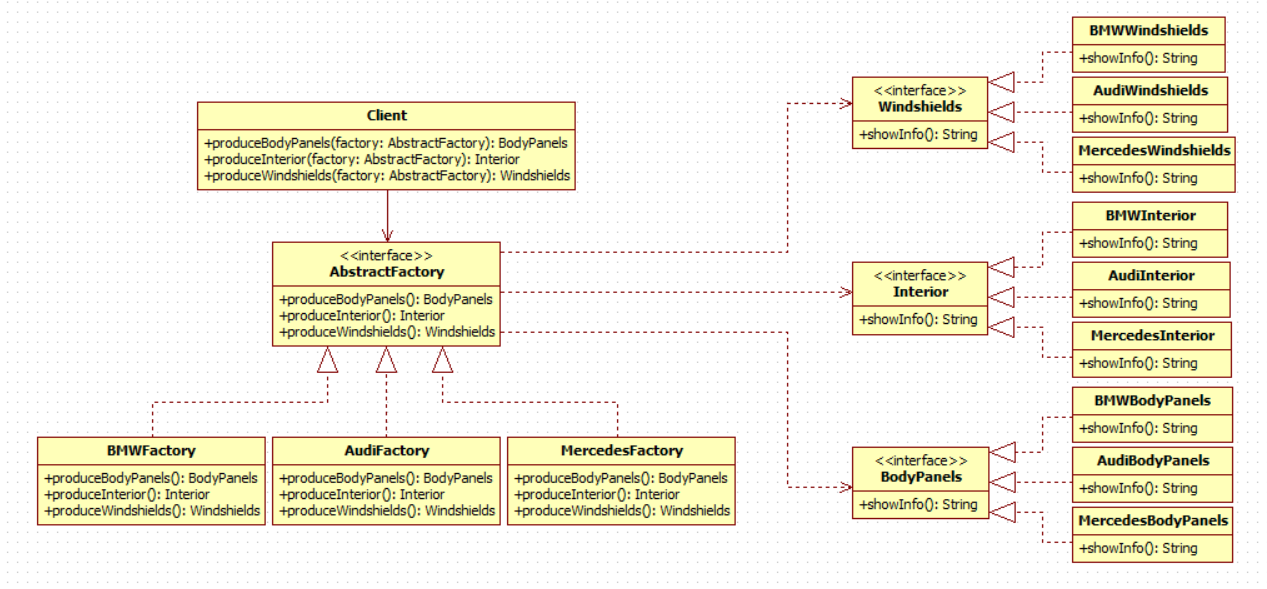 Client
+produceBodyPanels(factory: AbstractFactory): BodyPanels
+produceInterior(factory: AbstractFactory): Interior
+produceWindshields(factory: AbstractFactory): Windshields
<<interface>>
AbstractFactory
+produceBodyPanels(): BodyPanels
+produceInterior(): Interior
+produceWindshields(): Windshields
BMWFactory
+produceBodyPanels(): BodyPanels
+produceInterior(): Interior
+produceWindshields(): Windshields
AudiFactory
+produceBodyPanels(): BodyPanels
+produceInterior(): Interior
+produceWindshields(): Windshields
MercedesFactory
+produceBodyPanels(): BodyPanels
+produceInterior(): Interior
+produceWindshields(): Windshields
<<interface>>
Windshields
+showInfo(): String
BMWWindshields
+showInfo(): String
AudiWindshields
+showInfo(): String
MercedesWindshields
+showInfo(): String
<<interface>>
Interior
+showInfo(): String
BMWInterior
+showInfo(): String
AudiInterior
+showInfo(): String
MercedesInterior
+showInfo(): String
<<interface>>
BodyPanels
+showInfo(): String
BMWBodyPanels
+showInfo(): String
AudiBodyPanels
+showInfo(): String
MercedesBodyPanels
+showInfo(): String